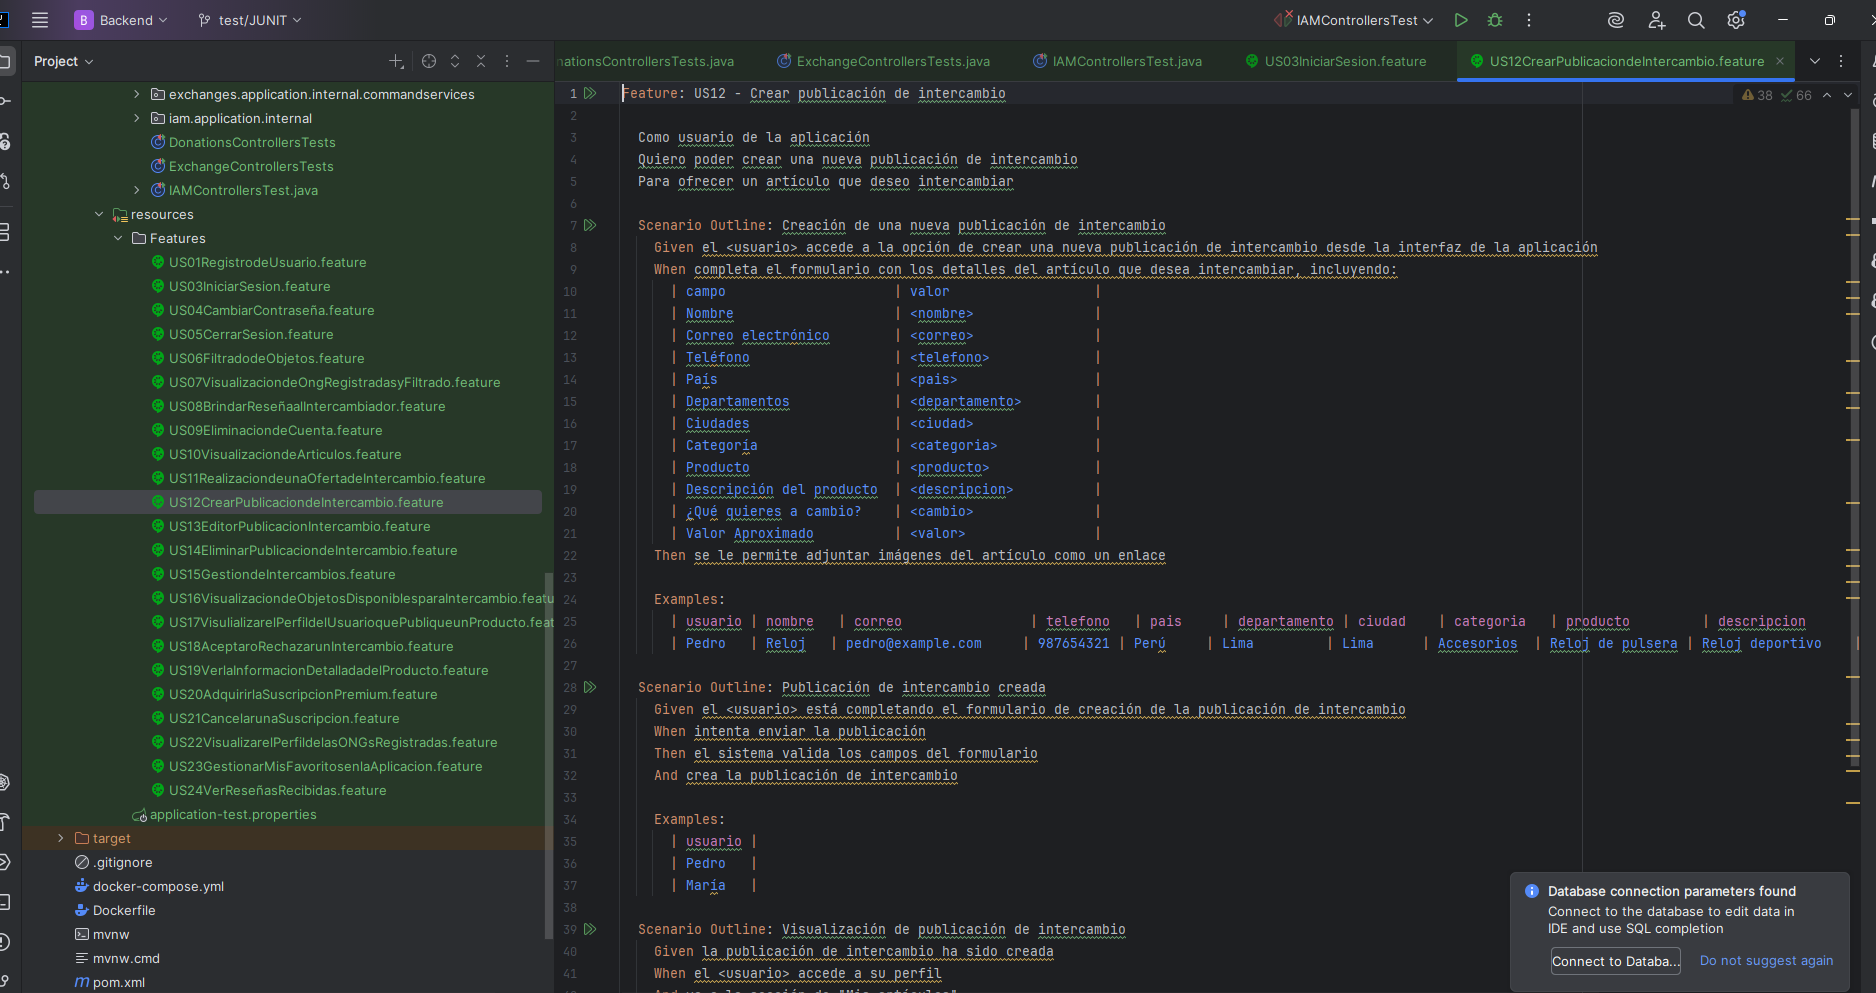 B Backend
test/JUNIT
IAMControllersTest
Project
nationsControllersTests.java
ExchangeControllersTests.java
IAMControllersTest.java
US03IniciarSesion.feature
US12CrearPublicaciondeIntercambio.feature
exchanges.application.internal.commandservices
iam.application.internal
DonationsControllersTests
ExchangeControllersTests
IAMControllersTest.java
resources
Features
US01RegistrodeUsuario.feature
US03IniciarSesion.feature
US04CambiarContraseña.feature
US05CerrarSesion.feature
US06FiltradodeObjetos.feature
US07VisualizaciondeOngRegistradasyFiltrado.feature
US08BrindarReseñaalIntercambiador.feature
US09EliminaciondeCuenta.feature
US10VisualizaciondeArticulos.feature
US11RealizaciondeunaOfertadeIntercambio.feature
US12CrearPublicaciondeIntercambio.feature
US13EditorPublicacionIntercambio.feature
US14EliminarPublicaciondeIntercambio.feature
US15GestiondeIntercambios.feature
US16VisualizaciondeObjetosDisponiblesparaIntercambio.featu
US17VisulializarelPerfildelUsuarioquePubliqueunProducto.feat
US18AceptaroRechazarunIntercambio.feature
US19VerlaInformacionDetalladadelProducto.feature
US20AdquirirlaSuscripcionPremium.feature
US21CancelarunaSuscripcion.feature
US22VisualizarelPerfildelasONGsRegistradas.feature
US23GestionarMisFavoritosenlaAplicacion.feature
US24VerReseñasRecibidas.feature
application-test.properties
target
.gitignore
docker-compose.yml
Dockerfile
mvnw
mvnw.cmd
pom.xml
38 66
1 Feature: US12 - Crear publicación de intercambio
2
3 Como usuario de la aplicación
4 Quiero poder crear una nueva publicación de intercambio
5 Para ofrecer un artículo que deseo intercambiar
6
7 Scenario Outline: Creación de una nueva publicación de intercambio
8 Given el <usuario> accede a la opción de crear una nueva publicación de intercambio desde la interfaz de la aplicación
9 When completa el formulario con los detalles del artículo que desea intercambiar, incluyendo:
10 | campo | valor |
11 | Nombre | <nombre> |
12 | Correo electrónico | <correo> |
13 | Teléfono | <telefono> |
14 | País | <pais> |
15 | Departamentos | <departamento> |
16 | Ciudades | <ciudad> |
17 | Categoría | <categoria> |
18 | Producto | <producto> |
19 | Descripción del producto | <descripcion> |
20 | ¿Qué quieres a cambio? | <cambio> |
21 | Valor Aproximado | <valor> |
22 Then se le permite adjuntar imágenes del artículo como un enlace
23
24 Examples:
25 | usuario | nombre | correo | telefono | pais | departamento | ciudad | categoria | producto | descripcion
26 | Pedro | Reloj | pedro@example.com | 987654321 | Perú | Lima | Lima | Accesorios | Reloj de pulsera | Reloj deportivo |
27
28 Scenario Outline: Publicación de intercambio creada
29 Given el <usuario> está completando el formulario de creación de la publicación de intercambio
30 When intenta enviar la publicación
31 Then el sistema valida los campos del formulario
32 And crea la publicación de intercambio
33
34 Examples:
35 | usuario |
36 | Pedro |
37 | María |
38
39 Scenario Outline: Visualización de publicación de intercambio
40 Given la publicación de intercambio ha sido creada
41 When el <usuario> accede a su perfil
Database connection parameters found
Connect to the database to edit data in
IDE and use SQL completion
Connect to Databa...
Do not suggest again